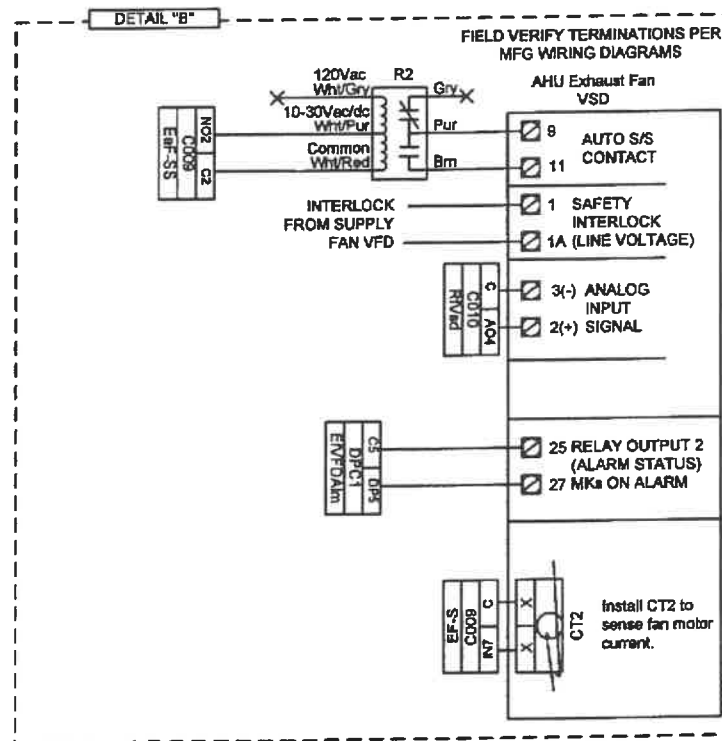 DETAIL "B"
FIELD VERIFY TERMINATIONS PER
MFG WIRING DIAGRAMS
AHU Exhaust Fan
VSD
120Vac
Wht/Gry
R2
Gry
10-30Vac/dc
Wht/Pur
Pur
Common
Wht/Red
Brn
NO2
C2
C009
EaF-SS
9
11
AUTO S/S
CONTACT
INTERLOCK
FROM SUPPLY
FAN VFD
1 SAFETY
INTERLOCK
1A (LINE VOLTAGE)
C
AO4
C010
3(-) ANALOG
INPUT
2(+) SIGNAL
C5
DP5
DPC1
25 RELAY OUTPUT 2
(ALARM STATUS)
27 MKs ON ALARM
C
IN7
C009
EF-S
X
X
CT2
Install CT2 to
sense fan motor
current.